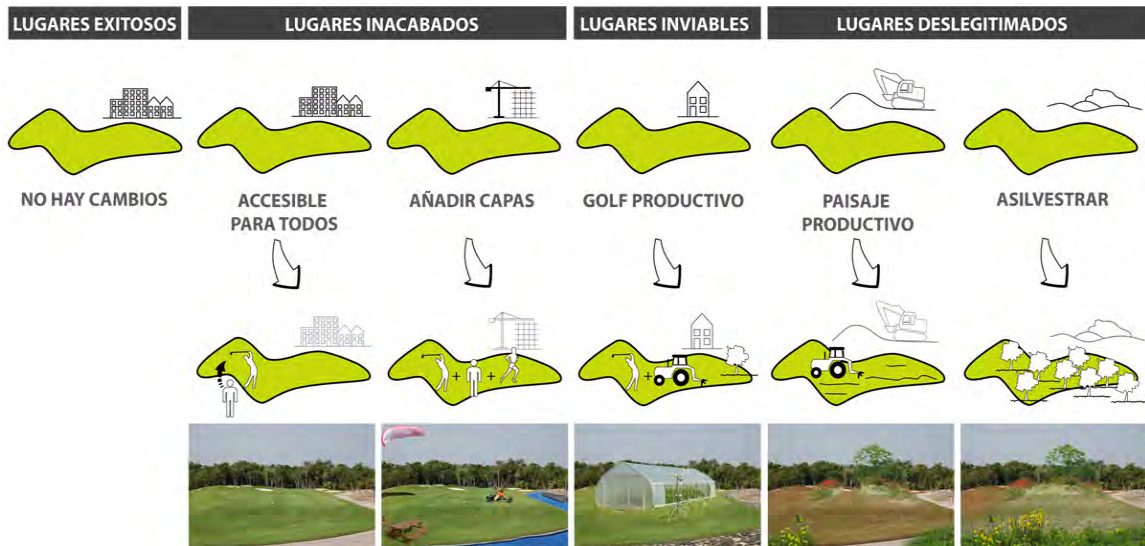 LUGARES EXITOSOS
LUGARES INACABADOS
LUGARES INVIABLES
LUGARES DESLEGITIMADOS
NO HAY CAMBIOS
ACCESIBLE
PARA TODOS
AÑADIR CAPAS
GOLF PRODUCTIVO
PAISAJE
PRODUCTIVO
ASILVESTRAR
+ +
+